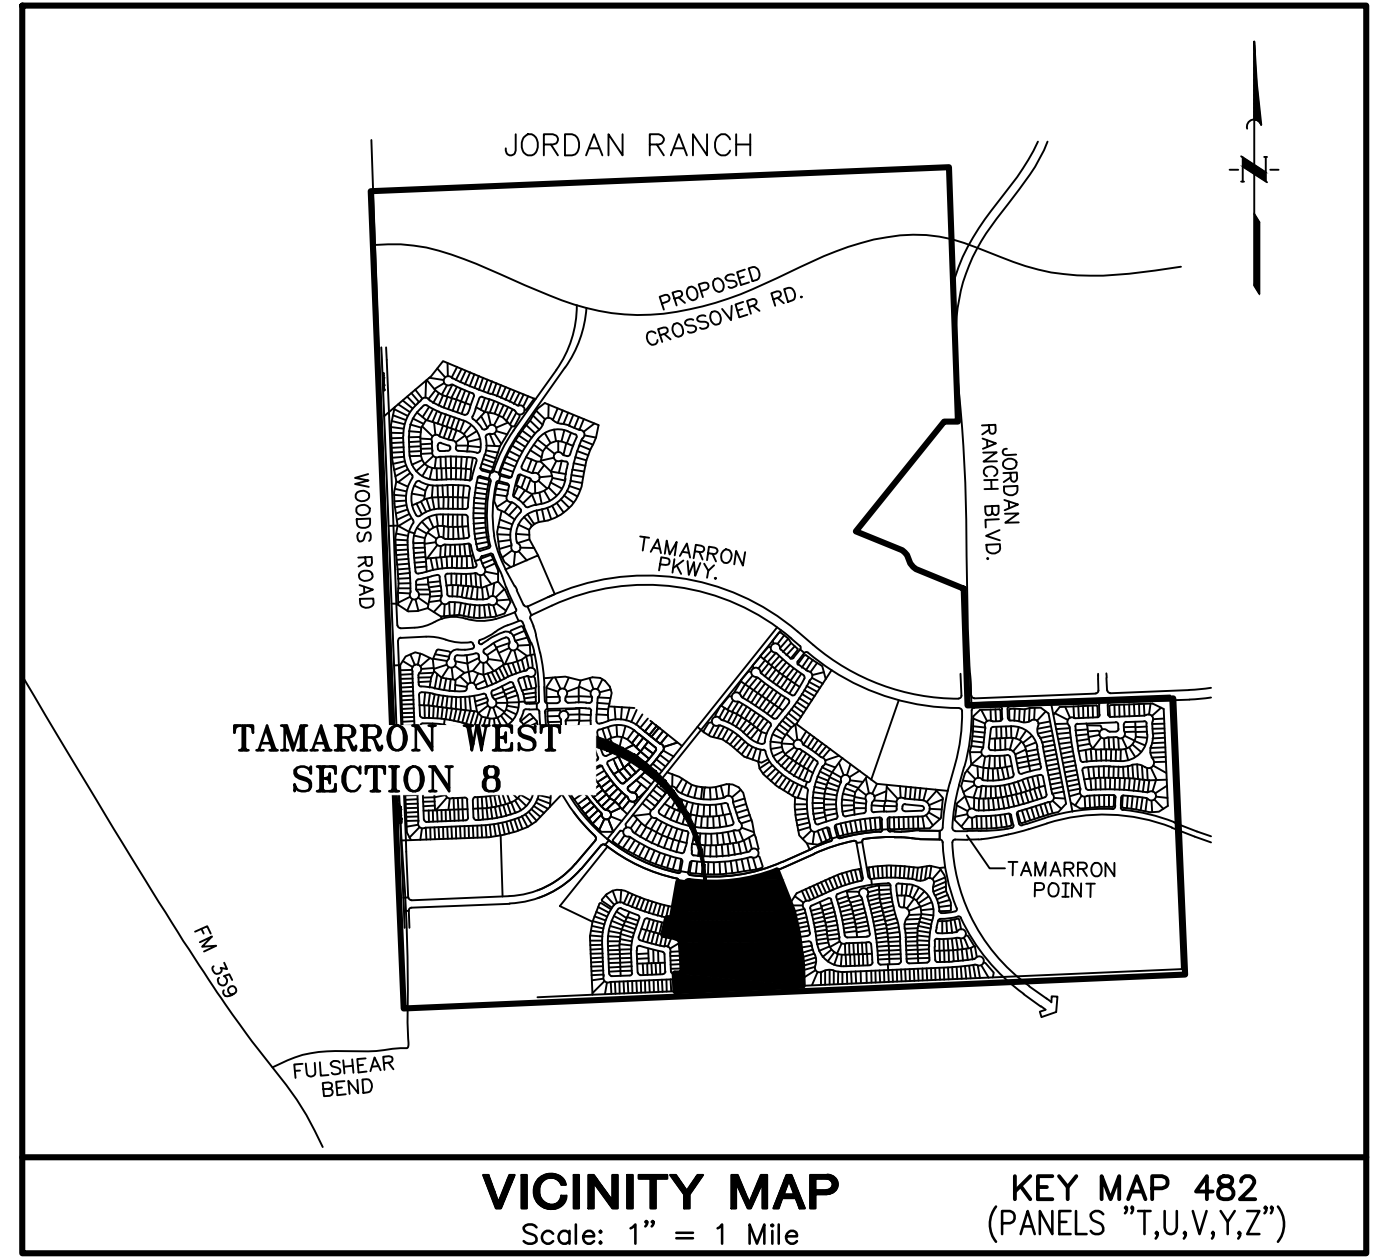 JORDAN RANCH
N
PROPOSED
CROSSOVER RD.
JORDAN
RANCH BLVD.
WOODS ROAD
TAMARRON
PKWY.
TAMARRON WEST
SECTION 8
TAMARRON
POINT
FM 359
FULSHEAR
BEND
VICINITY MAP
Scale: 1" = 1 Mile
KEY MAP 482
(PANELS "T,U,V,Y,Z")